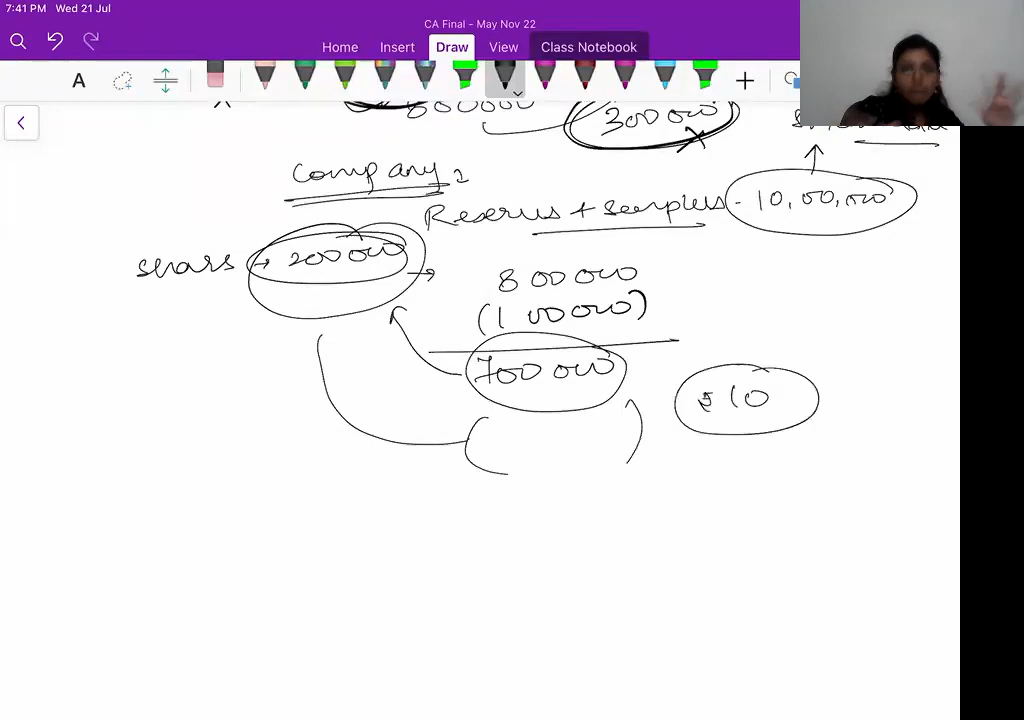 7:41 PM Wed 21 Jul
CA Final - May Nov 22
Home Insert Draw View Class Notebook
A
800000
300000
x
Company 2
Reserves + surplus - 10,00,000
shares → 200000
800000
(100000)
700000
₹10